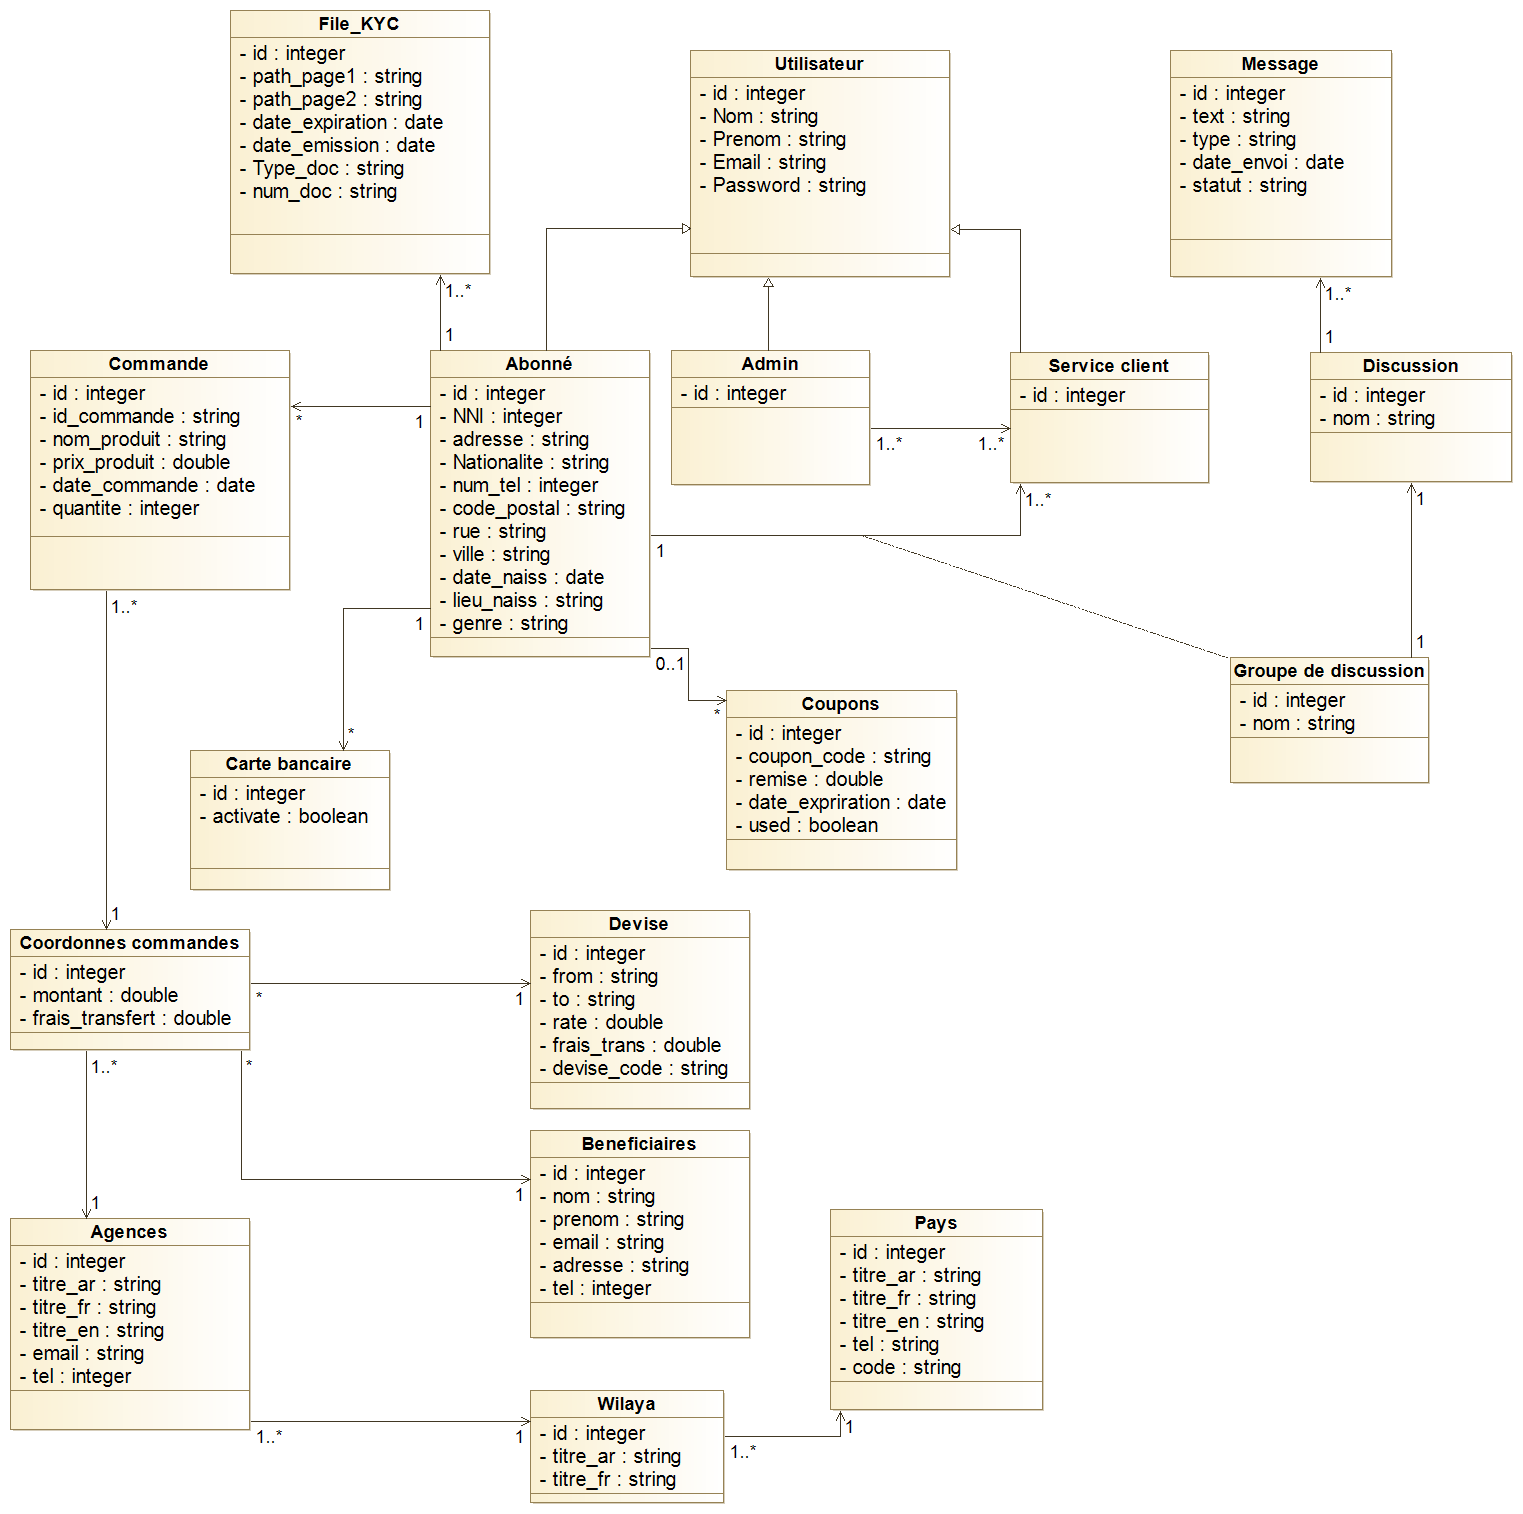 File_KYC
- id : integer
- path_page1 : string
- path_page2 : string
- date_expiration : date
- date_emission : date
- Type_doc : string
- num_doc : string
1..*
1
Utilisateur
- id : integer
- Nom : string
- Prenom : string
- Email : string
- Password : string
Message
- id : integer
- text : string
- type : string
- date_envoi : date
- statut : string
1..*
1
Commande
- id : integer
- id_commande : string
- nom_produit : string
- prix_produit : double
- date_commande : date
- quantite : integer
*
1
1..*
1
Abonné
- id : integer
- NNI : integer
- adresse : string
- Nationalite : string
- num_tel : integer
- code_postal : string
- rue : string
- ville : string
- date_naiss : date
- lieu_naiss : string
- genre : string
1
*
0..1
*
1
1..*
Admin
- id : integer
1..*
1..*
Service client
- id : integer
Discussion
- id : integer
- nom : string
1
1
Groupe de discussion
- id : integer
- nom : string
Carte bancaire
- id : integer
- activate : boolean
Coupons
- id : integer
- coupon_code : string
- remise : double
- date_expriration : date
- used : boolean
Coordonnes commandes
- id : integer
- montant : double
- frais_transfert : double
*
1
1..*
*
1
1
Devise
- id : integer
- from : string
- to : string
- rate : double
- frais_trans : double
- devise_code : string
Beneficiaires
- id : integer
- nom : string
- prenom : string
- email : string
- adresse : string
- tel : integer
Agences
- id : integer
- titre_ar : string
- titre_fr : string
- titre_en : string
- email : string
- tel : integer
1..*
1
Wilaya
- id : integer
- titre_ar : string
- titre_fr : string
1..*
1
Pays
- id : integer
- titre_ar : string
- titre_fr : string
- titre_en : string
- tel : string
- code : string